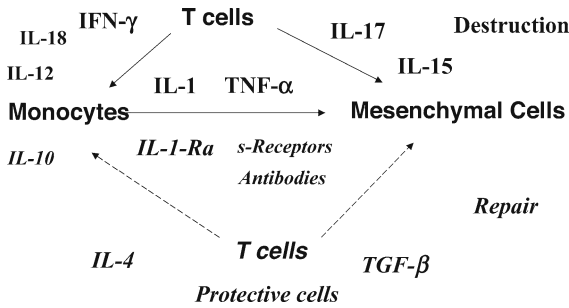 T cells
IFN-γ
IL-18
IL-17
Destruction
IL-12
IL-15
IL-1
TNF-α
Monocytes
Mesenchymal Cells
IL-10
IL-1-Ra
s-Receptors
Antibodies
Repair
T cells
IL-4
TGF-β
Protective cells